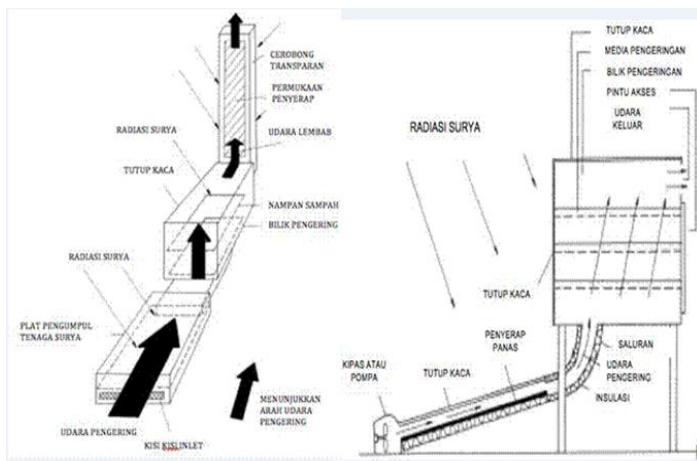 CEROBONG
TRANSPARAN
PERMUKAAN
PENYERAP
RADIASI SURYA
UDARA LEMBAB
TUTUP KACA
NAMPAN SAMPAH
BILIK PENGERING
RADIASI SURYA
PLAT PENGUMPUL
TENAGA SURYA
MENUNJUKKAN
ARAH UDARA
PENGERING
UDARA PENGERING
KISI KISI INLET
TUTUP KACA
MEDIA PENGERINGAN
BILIK PENGERINGAN
PINTU AKSES
UDARA
KELUAR
RADIASI SURYA
TUTUP KACA
PENYERAP
PANAS
SALURAN
KIPAS ATAU
POMPA
TUTUP KACA
UDARA
PENGERING
INSULASI